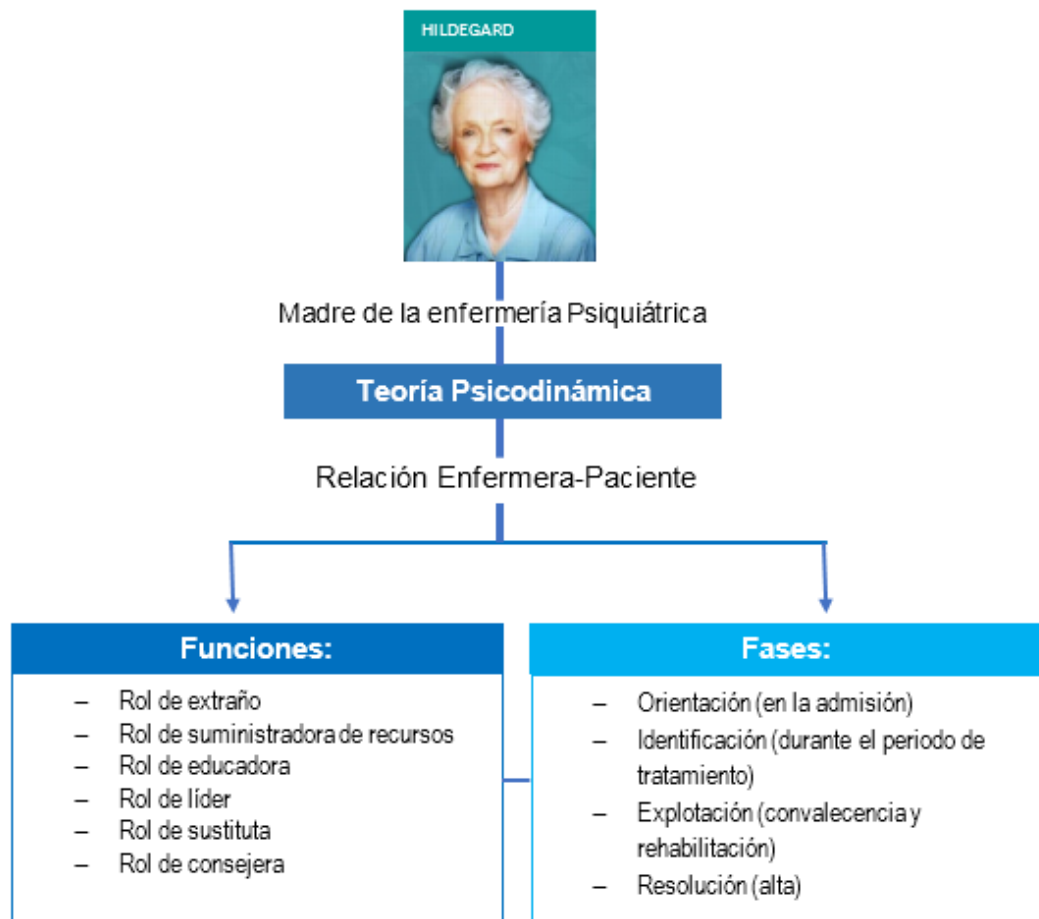 HILDEGARD
Madre de la enfermería Psiquiátrica
Teoría Psicodinámica
Relación Enfermera-Paciente
Funciones:
– Rol de extraño
– Rol de suministradora de recursos
– Rol de educadora
– Rol de líder
– Rol de sustituta
– Rol de consejera
Fases:
– Orientación (en la admisión)
– Identificación (durante el periodo de
tratamiento)
– Explotación (convalecencia y
rehabilitación)
– Resolución (alta)